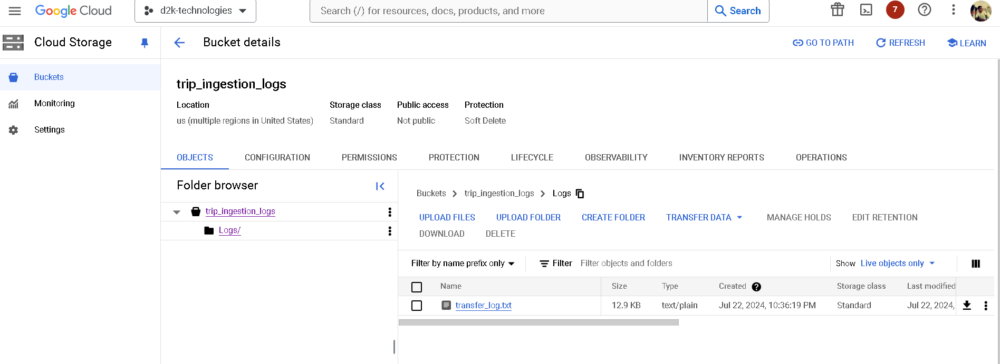 Google Cloud
d2k-technologies
Search (/) for resources, docs, products, and more
Search
7
Cloud Storage
Bucket details
GO TO PATH
REFRESH
LEARN
Buckets
Monitoring
Settings
trip_ingestion_logs
Location Storage class Public access Protection
us (multiple regions in United States) Standard Not public Soft Delete
OBJECTS CONFIGURATION PERMISSIONS PROTECTION LIFECYCLE OBSERVABILITY INVENTORY REPORTS OPERATIONS
Folder browser
trip_ingestion_logs
Logs/
Buckets > trip_ingestion_logs > Logs
UPLOAD FILES UPLOAD FOLDER CREATE FOLDER TRANSFER DATA MANAGE HOLDS EDIT RETENTION
DOWNLOAD DELETE
Filter by name prefix only Filter Filter objects and folders Show Live objects only
Name Size Type Created Storage class Last modified
transfer_log.txt 12.9 KB text/plain Jul 22, 2024, 10:36:19 PM Standard Jul 22, 2024,